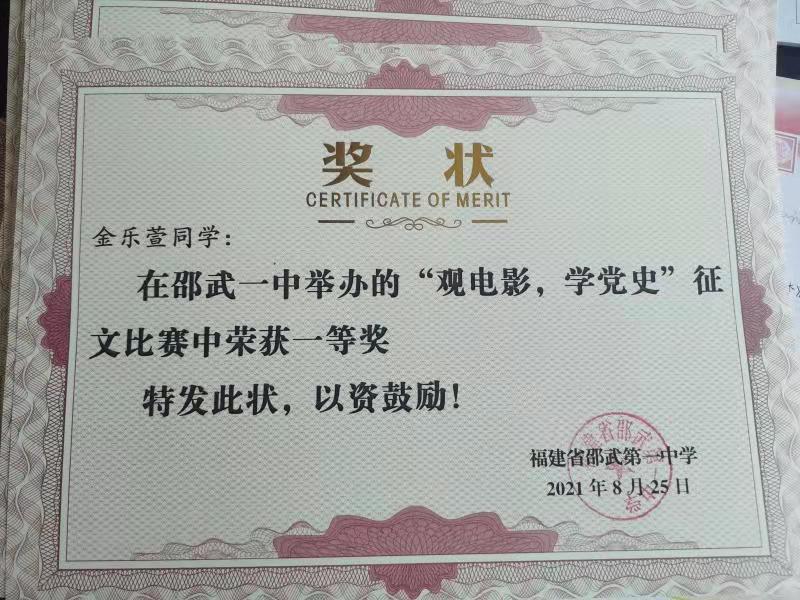 奖 状
CERTIFICATE OF MERIT
金乐萱同学：
在邵武一中举办的“观电影，学党史”征
文比赛中荣获一等奖
特发此状，以资鼓励！
福建省邵武第一中学
2021年8月25日